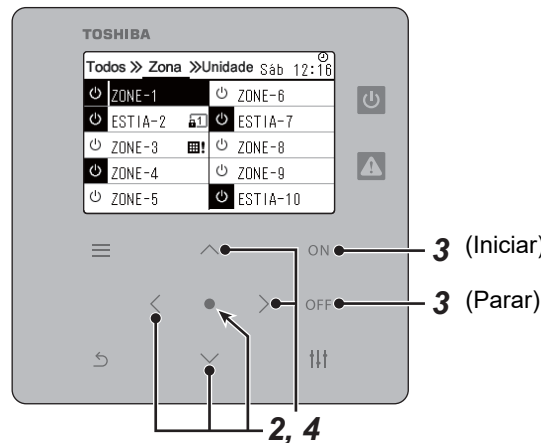 TOSHIBA
Todos » Zona »Unidade Sáb 12:16
ZONE-1 ZONE-6
ESTIA-2 1 ESTIA-7
ZONE-3 ! ZONE-8
ZONE-4 ZONE-9
ZONE-5 ESTIA-10
ON 3 (Iniciar)
OFF 3 (Parar)
2, 4